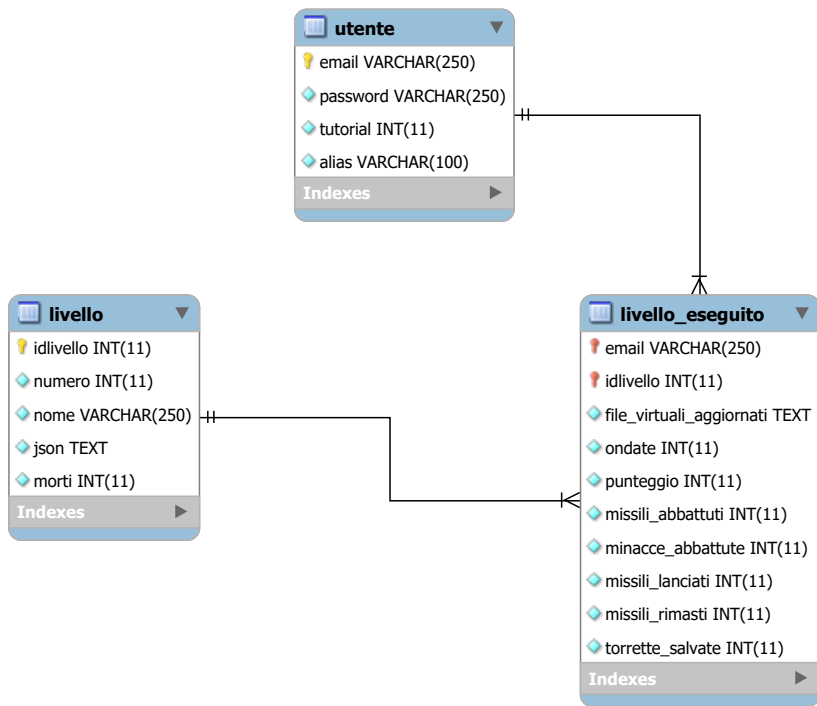 utente
email VARCHAR(250)
password VARCHAR(250)
tutorial INT(11)
alias VARCHAR(100)
Indexes
livello
idlivello INT(11)
numero INT(11)
nome VARCHAR(250)
json TEXT
morti INT(11)
Indexes
livello_eseguito
email VARCHAR(250)
idlivello INT(11)
file_virtuali_aggiornati TEXT
ondate INT(11)
punteggio INT(11)
missili_abbattuti INT(11)
minacce_abbattute INT(11)
missili_lanciati INT(11)
missili_rimasti INT(11)
torrette_salvate INT(11)
Indexes